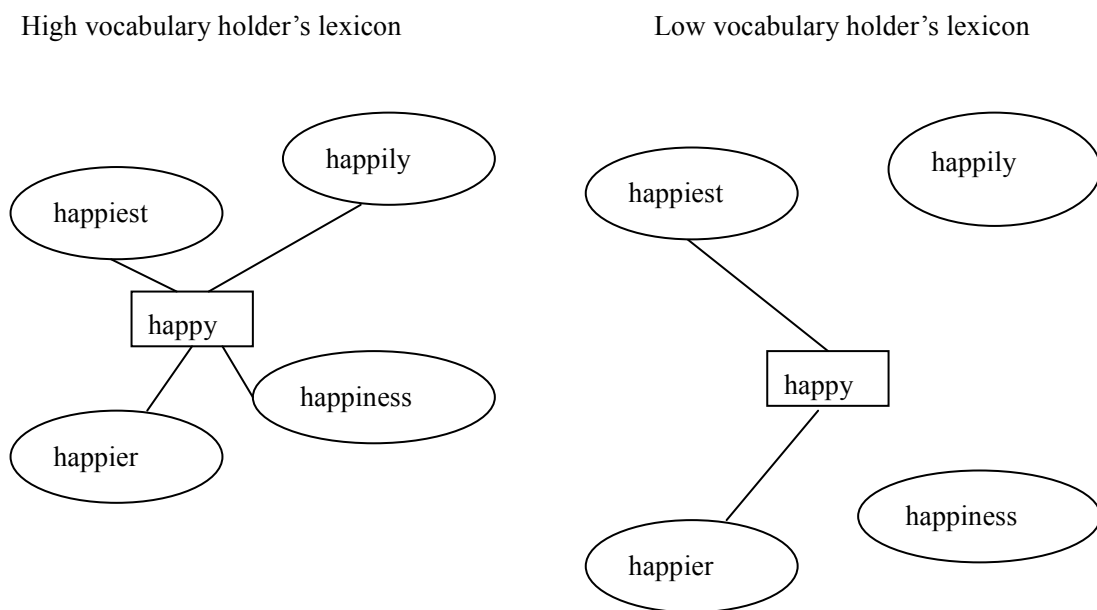 High vocabulary holder’s lexicon
happily
happiest
happy
happiness
happier
Low vocabulary holder’s lexicon
happily
happiest
happy
happiness
happier